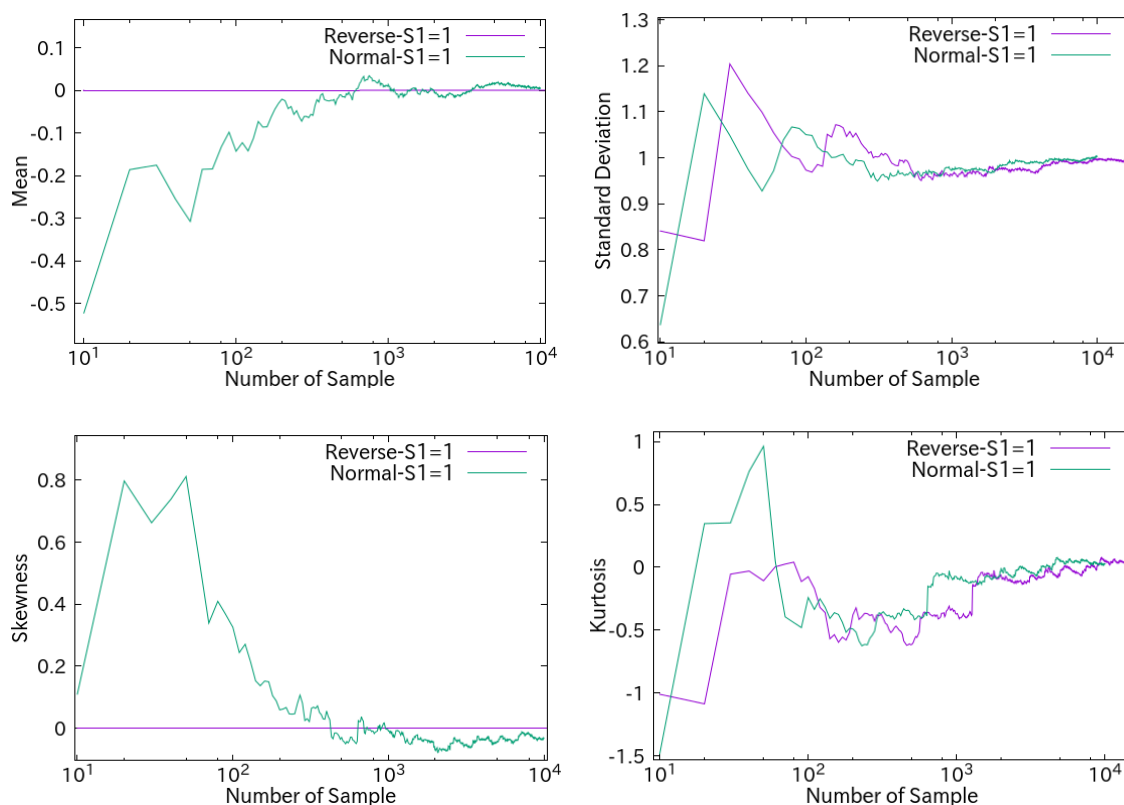 Reverse-S1=1
Normal-S1=1
0.1
0
-0.1
-0.2
-0.3
-0.4
-0.5
Mean
10^1 10^2 10^3 10^4
Number of Sample
Reverse-S1=1
Normal-S1=1
1.3
1.2
1.1
1
0.9
0.8
0.7
0.6
Standard Deviation
10^1 10^2 10^3 10^4
Number of Sample
Reverse-S1=1
Normal-S1=1
0.8
0.6
0.4
0.2
0
Skewness
10^1 10^2 10^3 10^4
Number of Sample
Reverse-S1=1
Normal-S1=1
1
0.5
0
-0.5
-1
-1.5
Kurtosis
10^1 10^2 10^3 10^4
Number of Sample